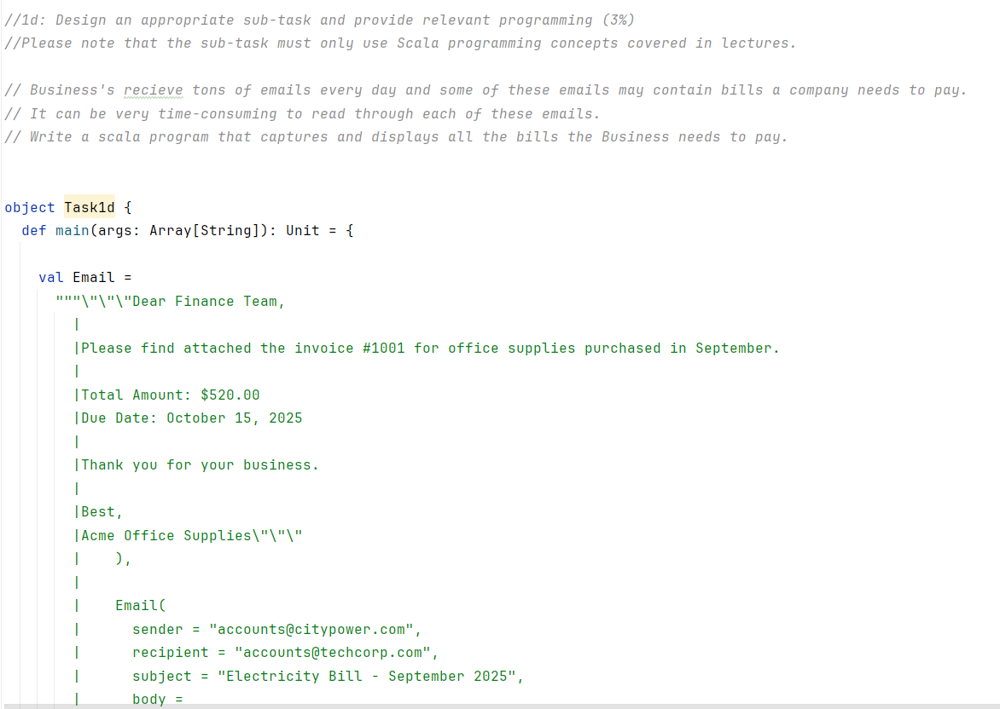 //1d: Design an appropriate sub-task and provide relevant programming (3%)
//Please note that the sub-task must only use Scala programming concepts covered in lectures.
// Business's recieve tons of emails every day and some of these emails may contain bills a company needs to pay.
// It can be very time-consuming to read through each of these emails.
// Write a scala program that captures and displays all the bills the Business needs to pay.
object Task1d {
  def main(args: Array[String]): Unit = {
    val Email =
      """\"\"\"Dear Finance Team,
        |
        |Please find attached the invoice #1001 for office supplies purchased in September.
        |
        |Total Amount: $520.00
        |Due Date: October 15, 2025
        |
        |Thank you for your business.
        |
        |Best,
        |Acme Office Supplies\"\"\"
        |    ),
        |
        |    Email(
        |      sender = "accounts@citypower.com",
        |      recipient = "accounts@techcorp.com",
        |      subject = "Electricity Bill - September 2025",
        |      body =